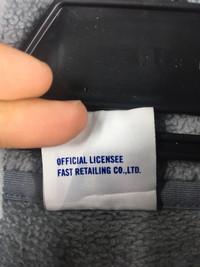 OFFICIAL LICENSEE
FAST RETAILING CO.,LTD.